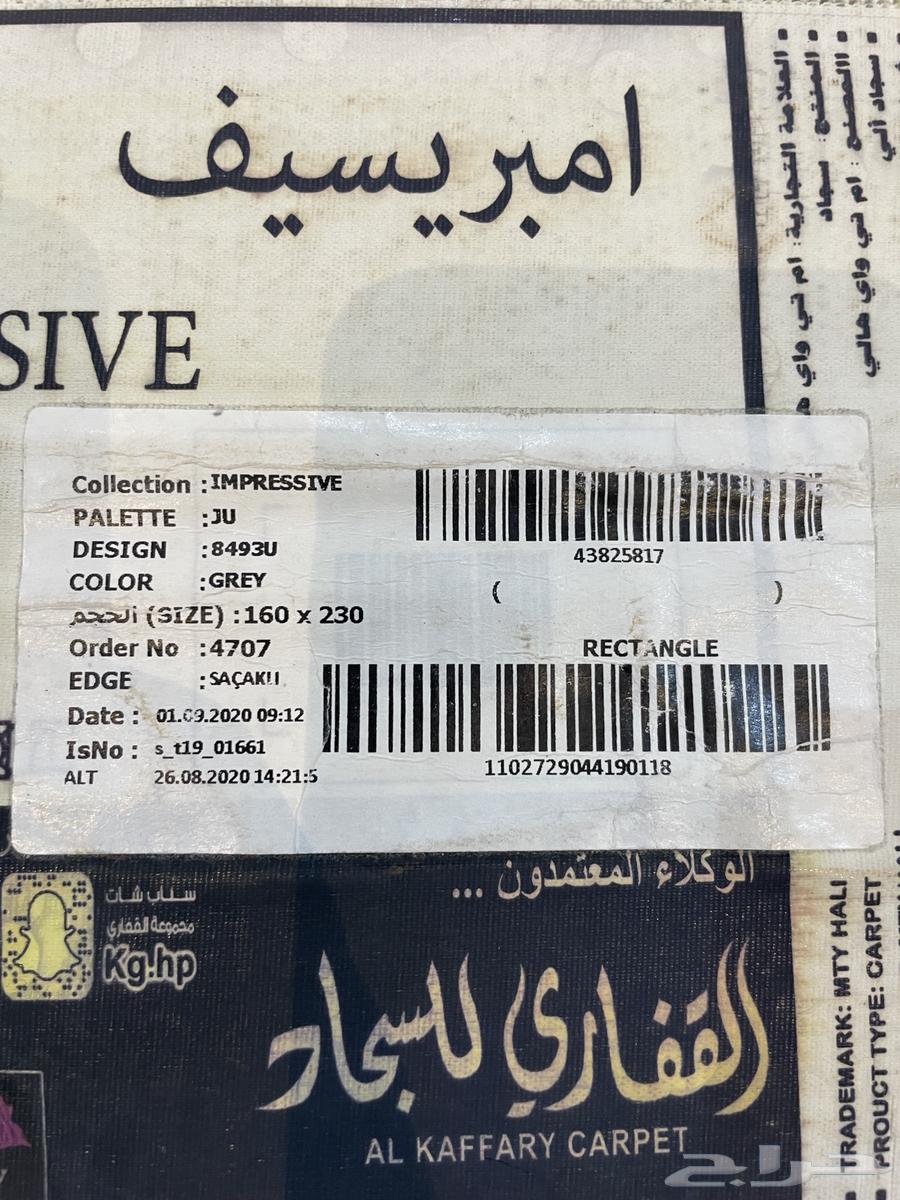 امبريسيف
SIVE
العلامة التجارية: ام تي واي
المنتج: سجاد
المصنع: ام تي واي هالي
سجاد آلي
Collection : IMPRESSIVE
PALETTE : JU
DESIGN : 8493U
COLOR : GREY
الحجم (SIZE) : 160 x 230
Order No : 4707
EDGE : SAÇAKLI
Date : 01.09.2020 09:12
IsNo : s_t19_01661
ALT 26.08.2020 14:21:5
43825817
( )
RECTANGLE
1102729044190118
الوكلاء المعتمدون ...
سناب شات
مجموعة القفاري
Kg.hp
القفاري للسجاد
AL KAFFARY CARPET
TRADEMARK: MTY HALI
PROUCT TYPE: CARPET
حراج